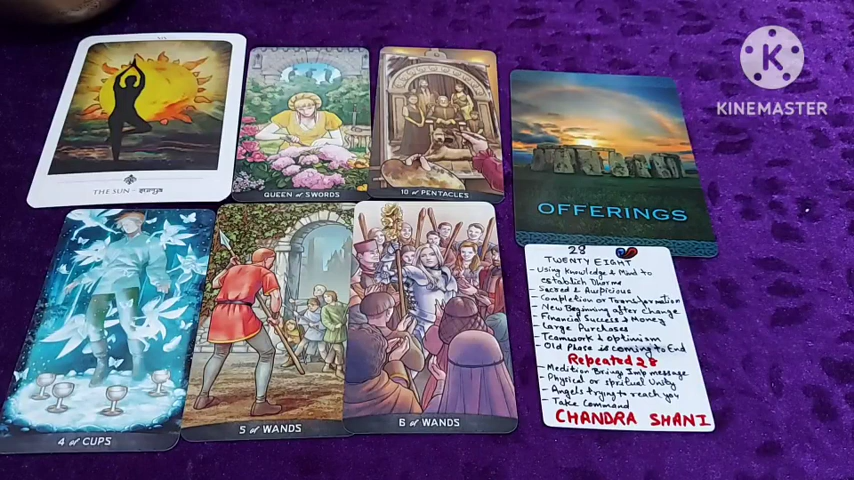 KINEMASTER
THE SUN - सूर्य
QUEEN of SWORDS
10 of PENTACLES
OFFERINGS
4 of CUPS
5 of WANDS
6 of WANDS
28
TWENTY EIGHT
- Using Knowledge & Mind to
establish Dharma
- Sacred & Auspicious
- Completion or Transformation
- New Beginning after change
- Financial Success & Money
- Large Purchases
- Teamwork & Optimism
- Old Phase is coming to End
Repeated 28
- Medition Brings Imp message
- Physical or spritual Unity
- Angels trying to reach you
- Take Command
CHANDRA SHANI